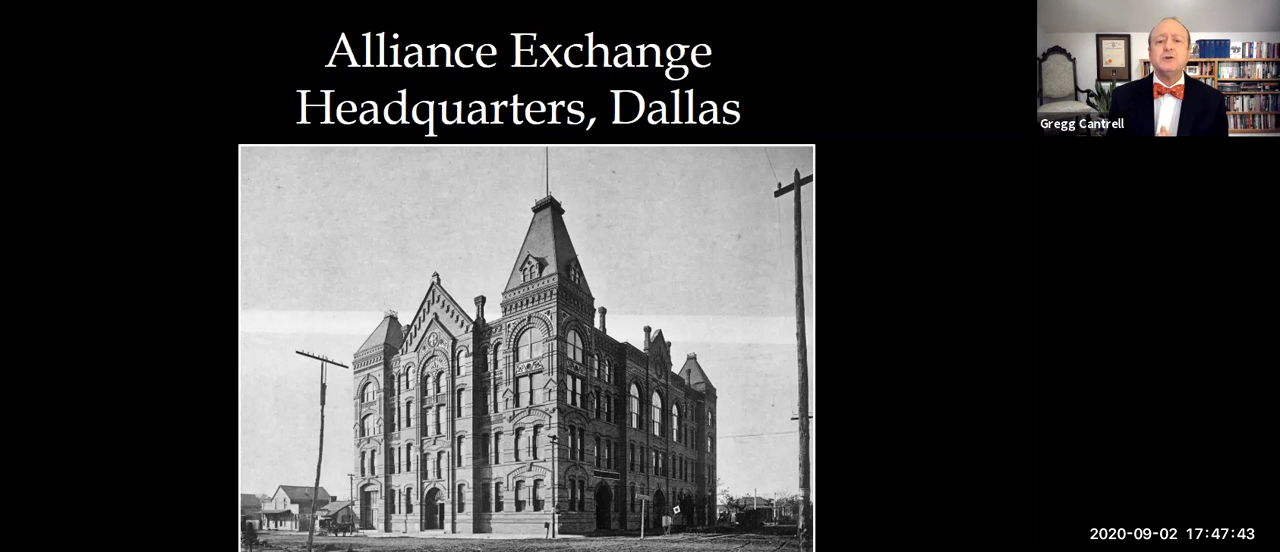 Alliance Exchange
Headquarters, Dallas
Gregg Cantrell
2020-09-02 17:47:43